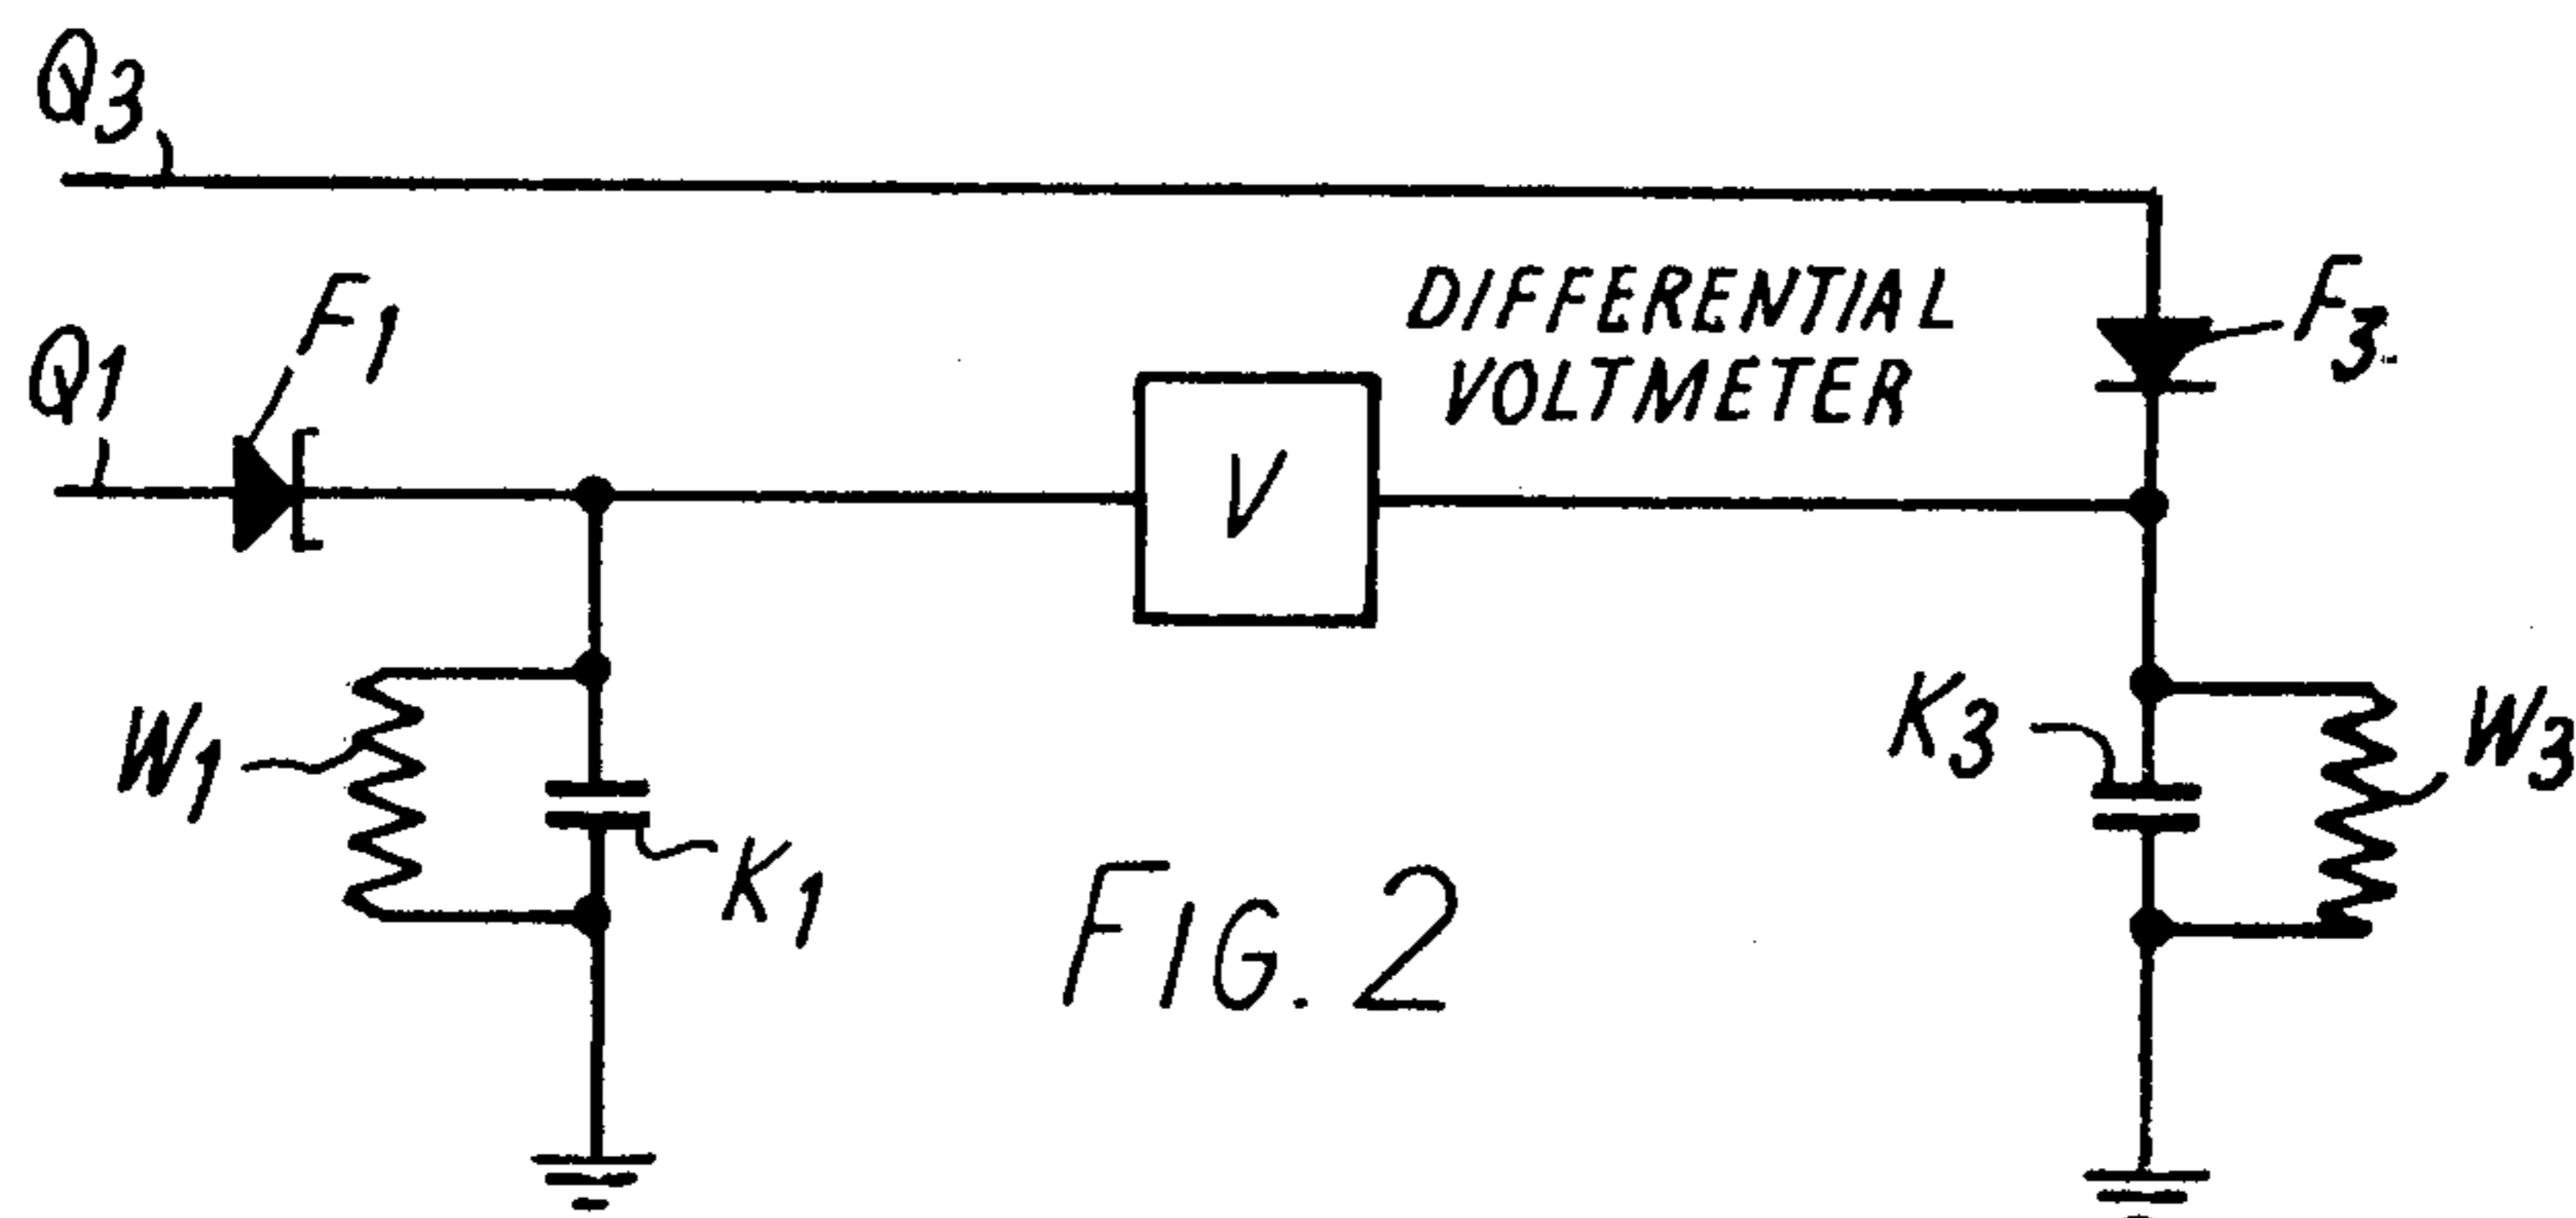 Q3
F1
Q1
DIFFERENTIAL
VOLTMETER
F3
V
W1
K1
K3
W3
FIG. 2